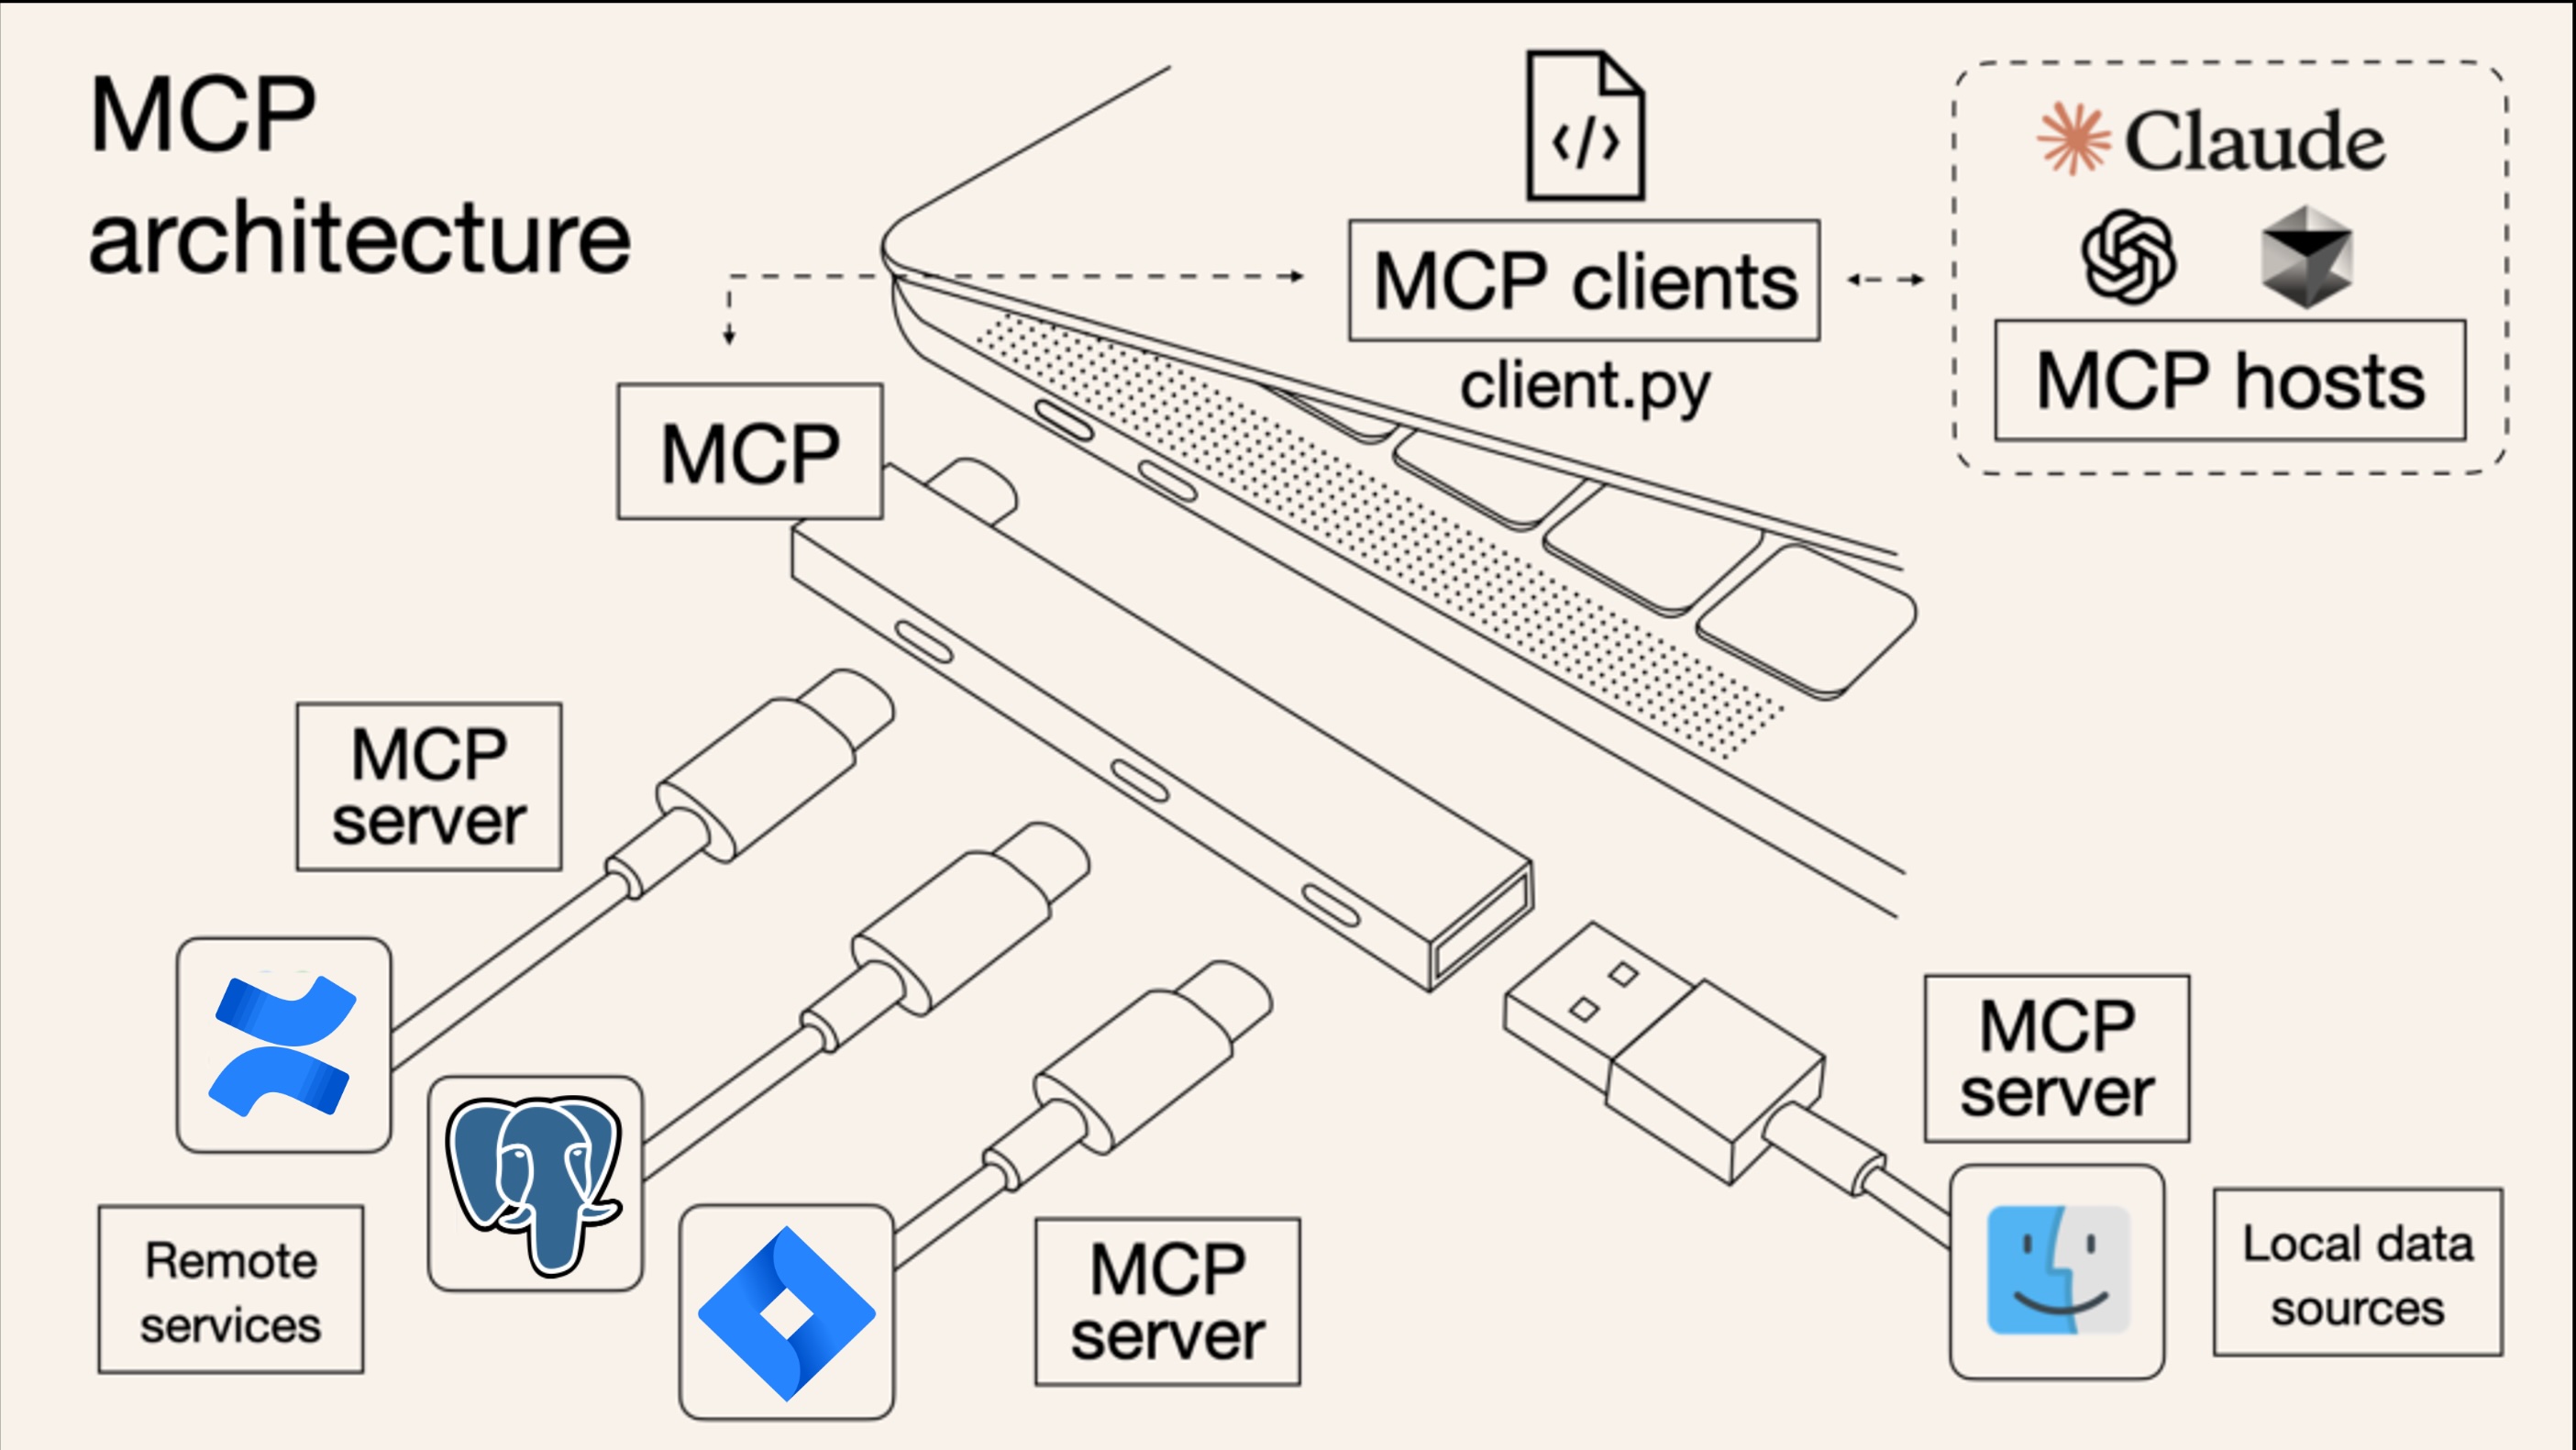 MCP
architecture
MCP clients
client.py
Claude
MCP hosts
MCP
MCP
server
MCP
server
Remote
services
MCP
server
Local data
sources